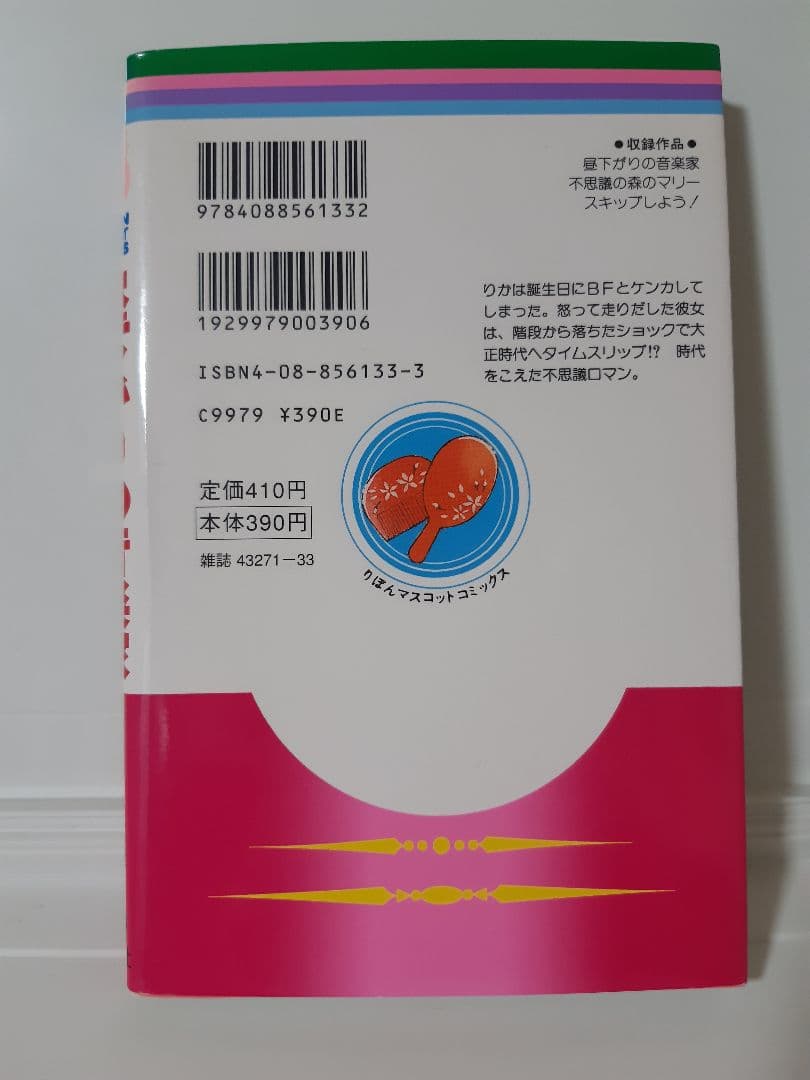 9784088561332
1929979003906
ISBN4-08-856133-3
C9979 ¥390E
定価410円
本体390円
雑誌 43271-33
●収録作品●
昼下がりの音楽家
不思議の森のマリー
スキップしよう!
りかは誕生日にBFとケンカして
しまった。怒って走りだした彼女
は、階段から落ちたショックで大
正時代へタイムスリップ!? 時代
をこえた不思議ロマン。
りぼんマスコットコミックス